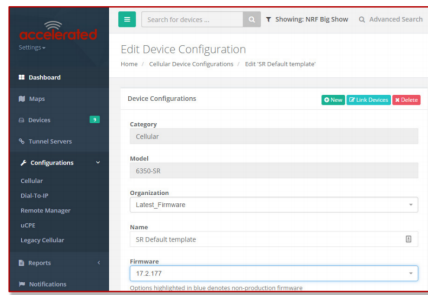 accelerated
Settings
Search for devices ...
Showing: NRF Big Show
Advanced Search
Edit Device Configuration
Home / Cellular Device Configurations / Edit 'SR Default template'
Dashboard
Maps
Devices
Tunnel Servers
Configurations
Cellular
Dial-To-IP
Remote Manager
uCPE
Legacy Cellular
Reports
Notifications
Device Configurations
New
Link Devices
Delete
Category
Cellular
Model
6350-SR
Organization
Latest_Firmware
Name
SR Default template
Firmware
17.2.177
Options highlighted in blue denotes non-production firmware